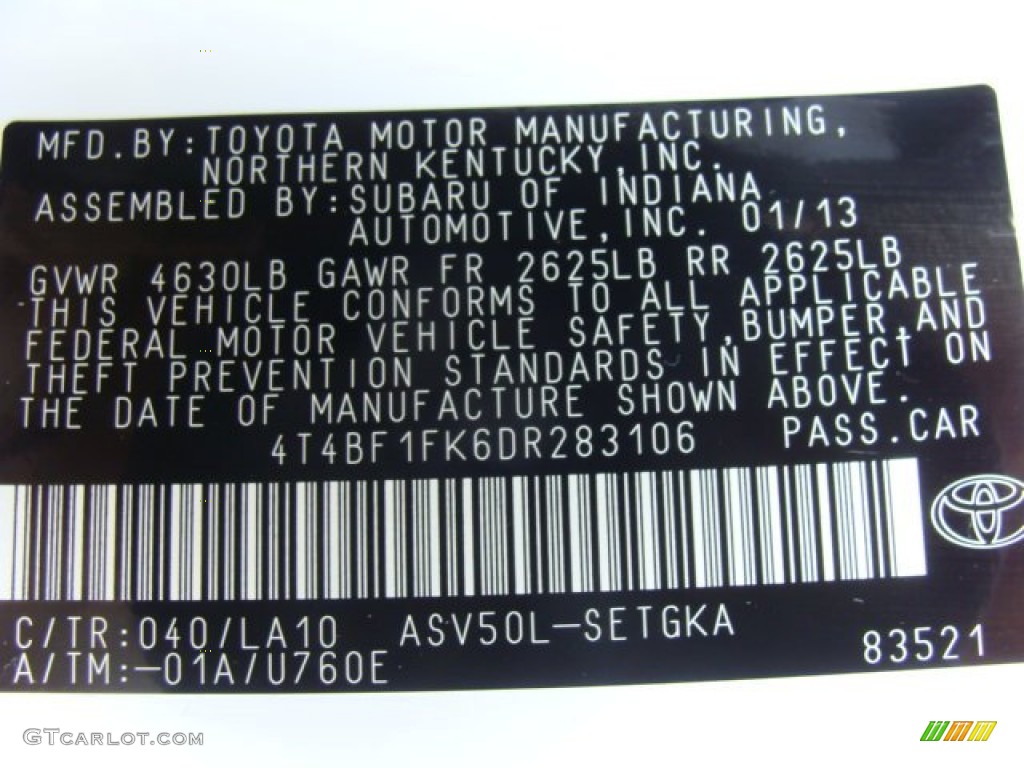 MFD.BY:TOYOTA MOTOR MANUFACTURING,
NORTHERN KENTUCKY,INC.
ASSEMBLED BY:SUBARU OF INDIANA
AUTOMOTIVE,INC. 01/13
GVWR 4630LB GAWR FR 2625LB RR 2625LB
THIS VEHICLE CONFORMS TO ALL APPLICABLE
FEDERAL MOTOR VEHICLE SAFETY,BUMPER,AND
THEFT PREVENTION STANDARDS IN EFFECT ON
THE DATE OF MANUFACTURE SHOWN ABOVE.
4T4BF1FK6DR283106 PASS.CAR
C/TR:040/LA10 ASV50L-SETGKA
A/TM:-01A/U760E 83521
GTCARLOT.COM